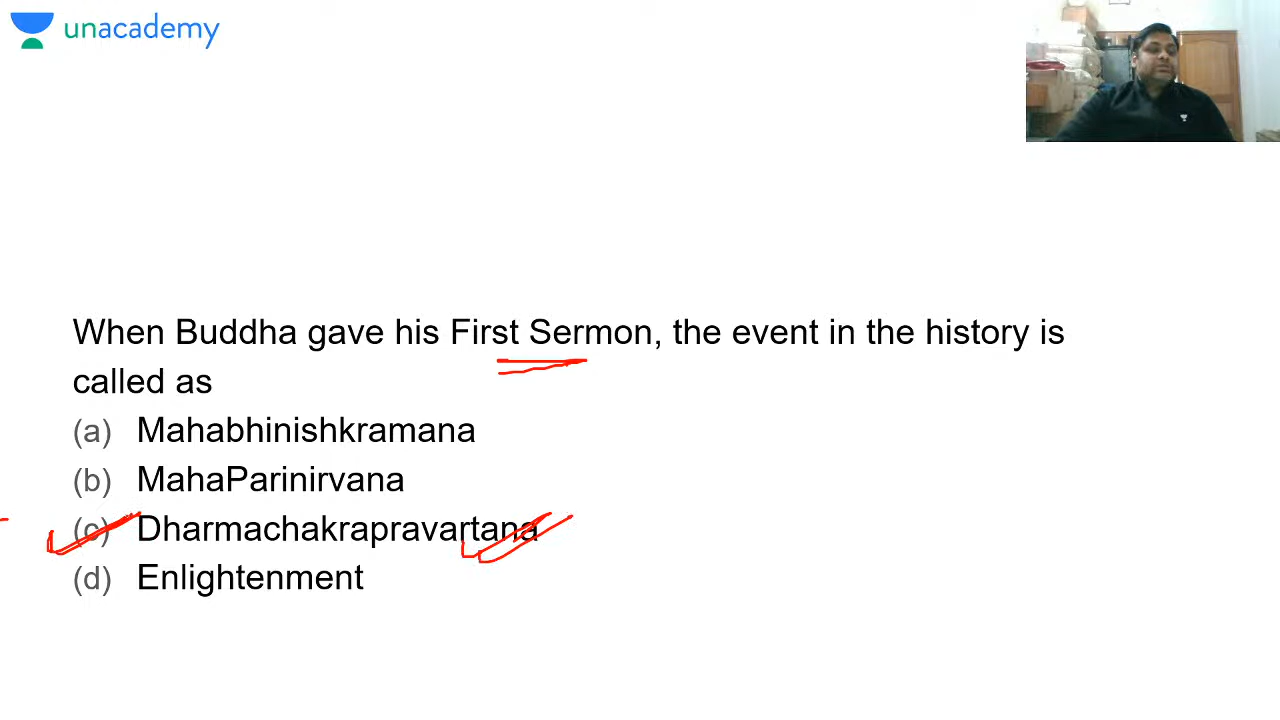 unacademy
When Buddha gave his First Sermon, the event in the history is
called as
(a) Mahabhinishkramana
(b) MahaParinirvana
(c) Dharmachakrapravartana
(d) Enlightenment